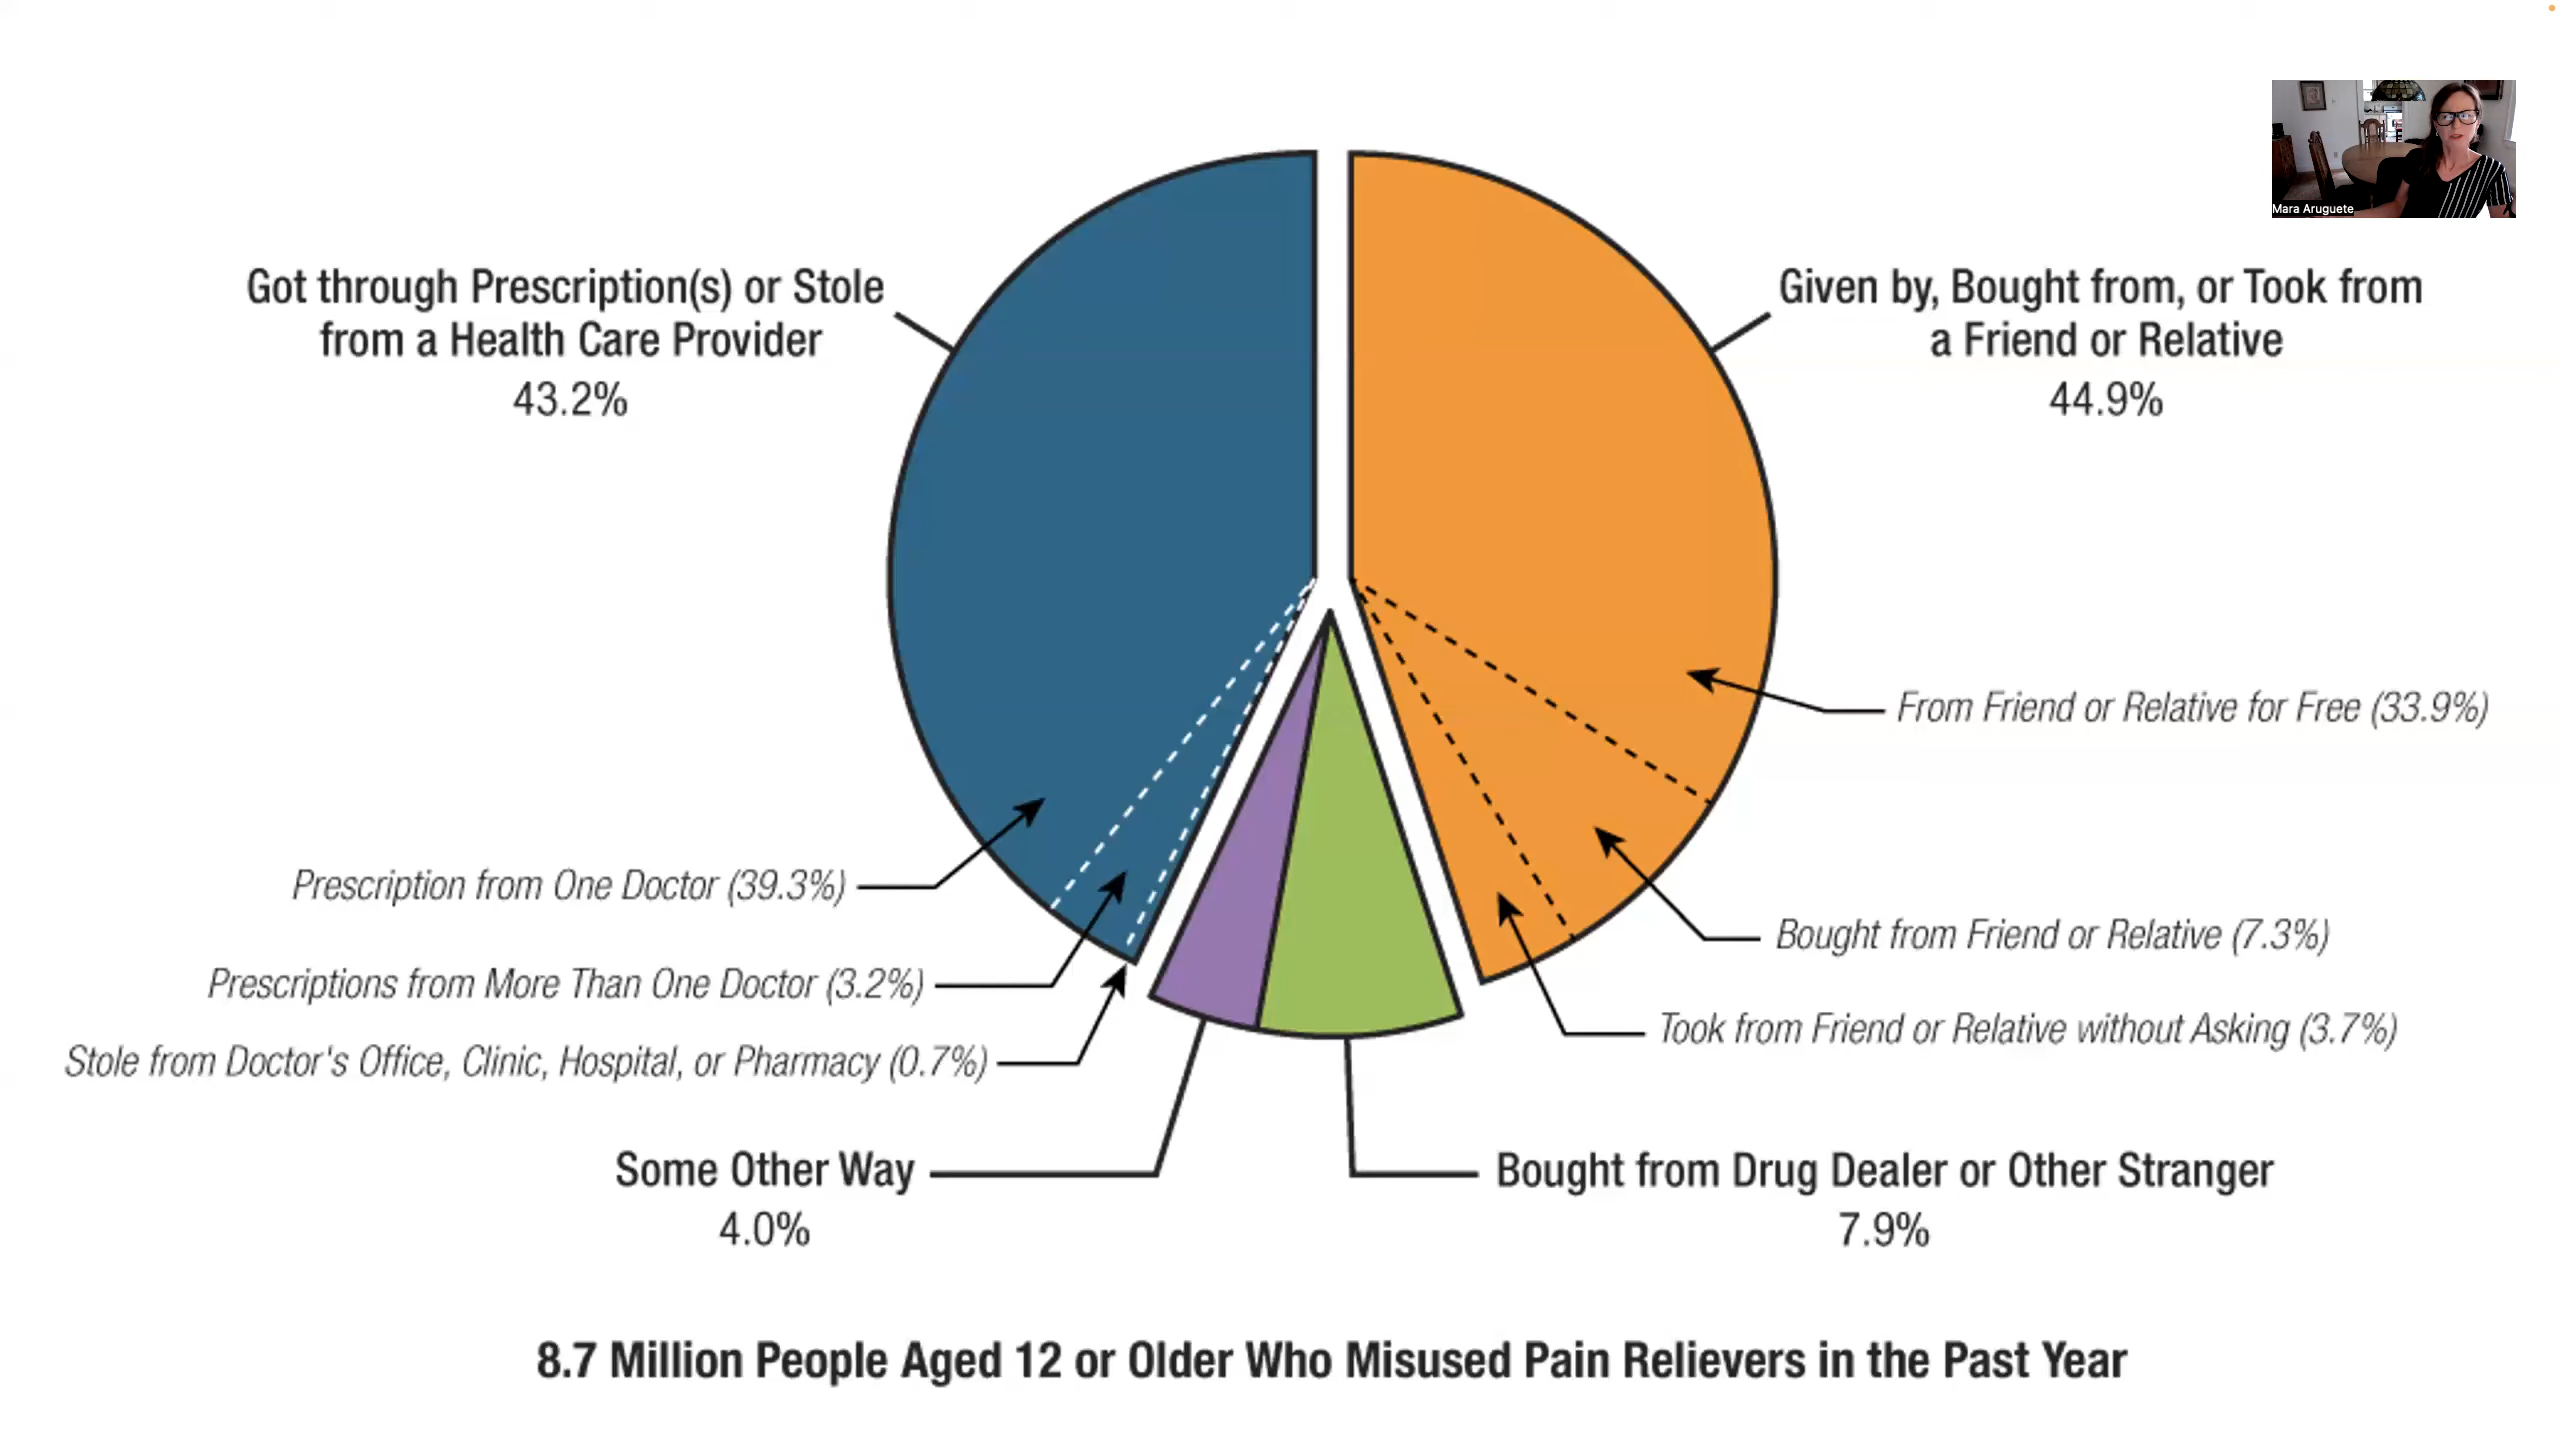 Mara Aruguete
Got through Prescription(s) or Stole
from a Health Care Provider
43.2%
Given by, Bought from, or Took from
a Friend or Relative
44.9%
From Friend or Relative for Free (33.9%)
Prescription from One Doctor (39.3%)
Bought from Friend or Relative (7.3%)
Prescriptions from More Than One Doctor (3.2%)
Took from Friend or Relative without Asking (3.7%)
Stole from Doctor's Office, Clinic, Hospital, or Pharmacy (0.7%)
Some Other Way
4.0%
Bought from Drug Dealer or Other Stranger
7.9%
8.7 Million People Aged 12 or Older Who Misused Pain Relievers in the Past Year